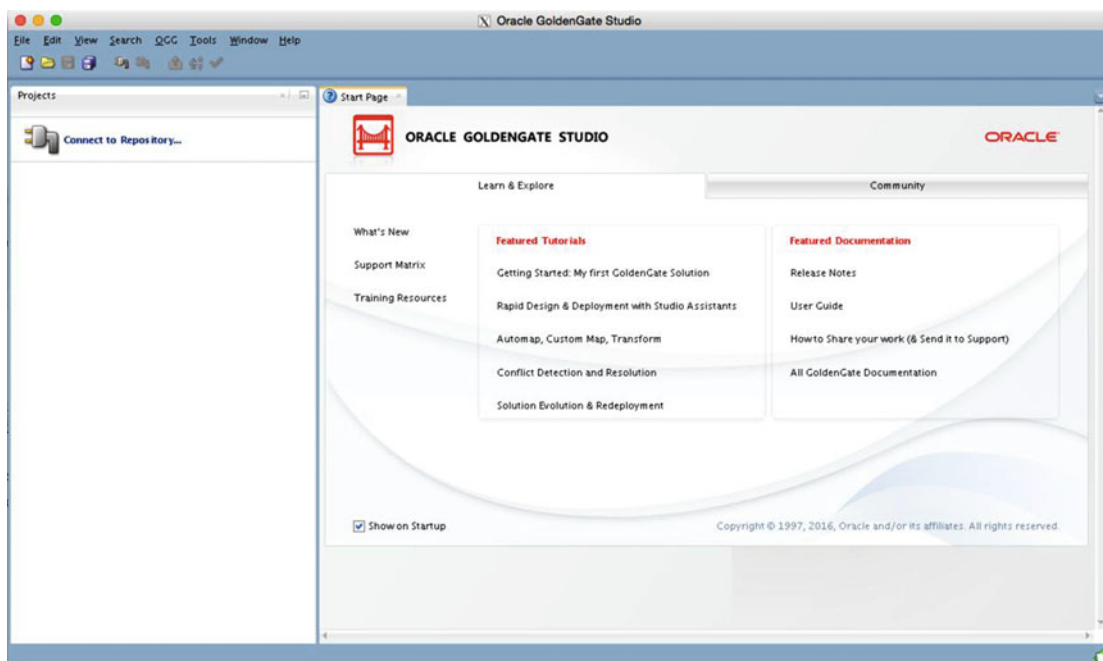 Oracle GoldenGate Studio
File Edit View Search OGG Tools Window Help
Projects
Connect to Repository...
Start Page
ORACLE GOLDENGATE STUDIO
ORACLE
Learn & Explore
Community
What's New
Support Matrix
Training Resources
Featured Tutorials
Getting Started: My first GoldenGate Solution
Rapid Design & Deployment with Studio Assistants
Automap, Custom Map, Transform
Conflict Detection and Resolution
Solution Evolution & Redeployment
Featured Documentation
Release Notes
User Guide
How to Share your work (& Send it to Support)
All GoldenGate Documentation
Show on Startup
Copyright © 1997, 2016, Oracle and/or its affiliates. All rights reserved.